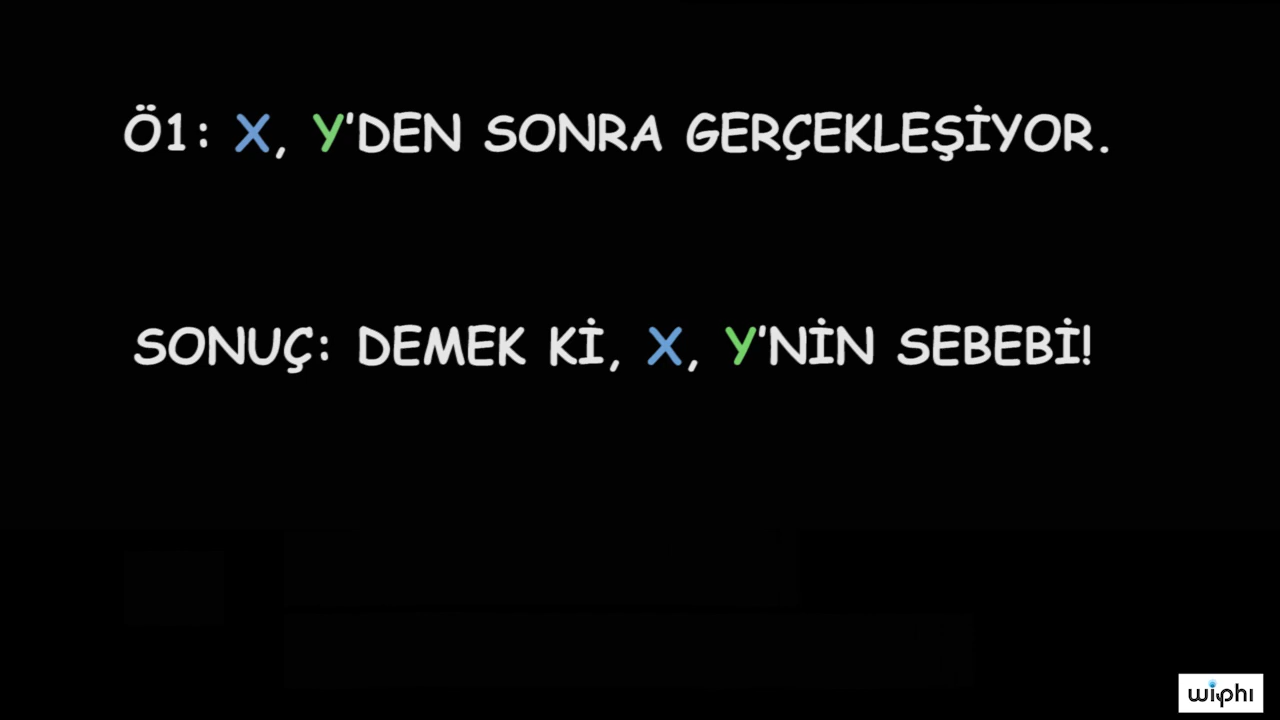 Ö1: X, Y'DEN SONRA GERÇEKLEŞİYOR.
SONUÇ: DEMEK Kİ, X, Y'NİN SEBEBİ!
wiphi